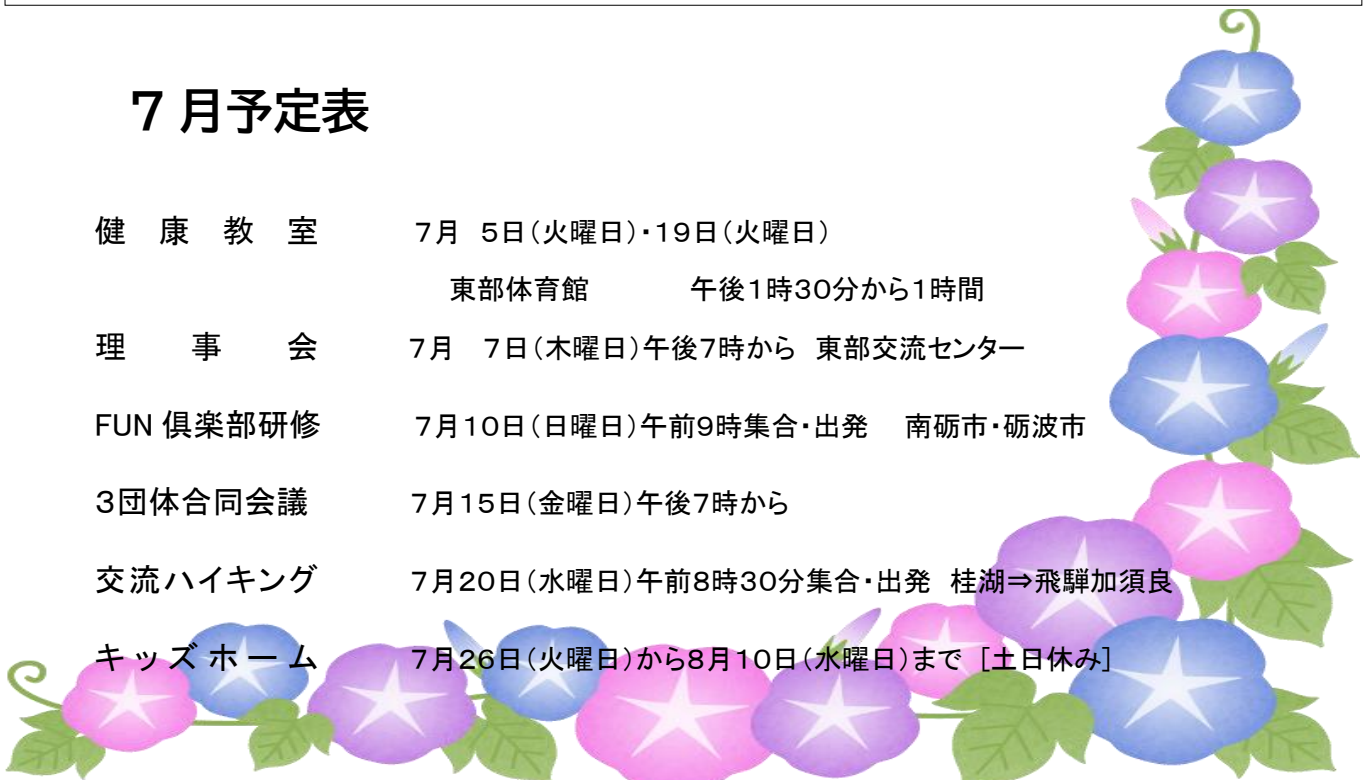 7月予定表
健　康　教　室　　7月　5日（火曜日）・19日（火曜日）
東部体育館　　午後1時30分から1時間
理　事　会　　7月　7日（木曜日）午後7時から　東部交流センター
FUN 倶楽部研修　　7月10日（日曜日）午前9時集合・出発　南砺市・砺波市
3団体合同会議　　7月15日（金曜日）午後7時から
交流ハイキング　　7月20日（水曜日）午前8時30分集合・出発　桂湖⇒飛騨加須良
キッズホーム　　7月26日（火曜日）から8月10日（水曜日）まで　［土日休み］